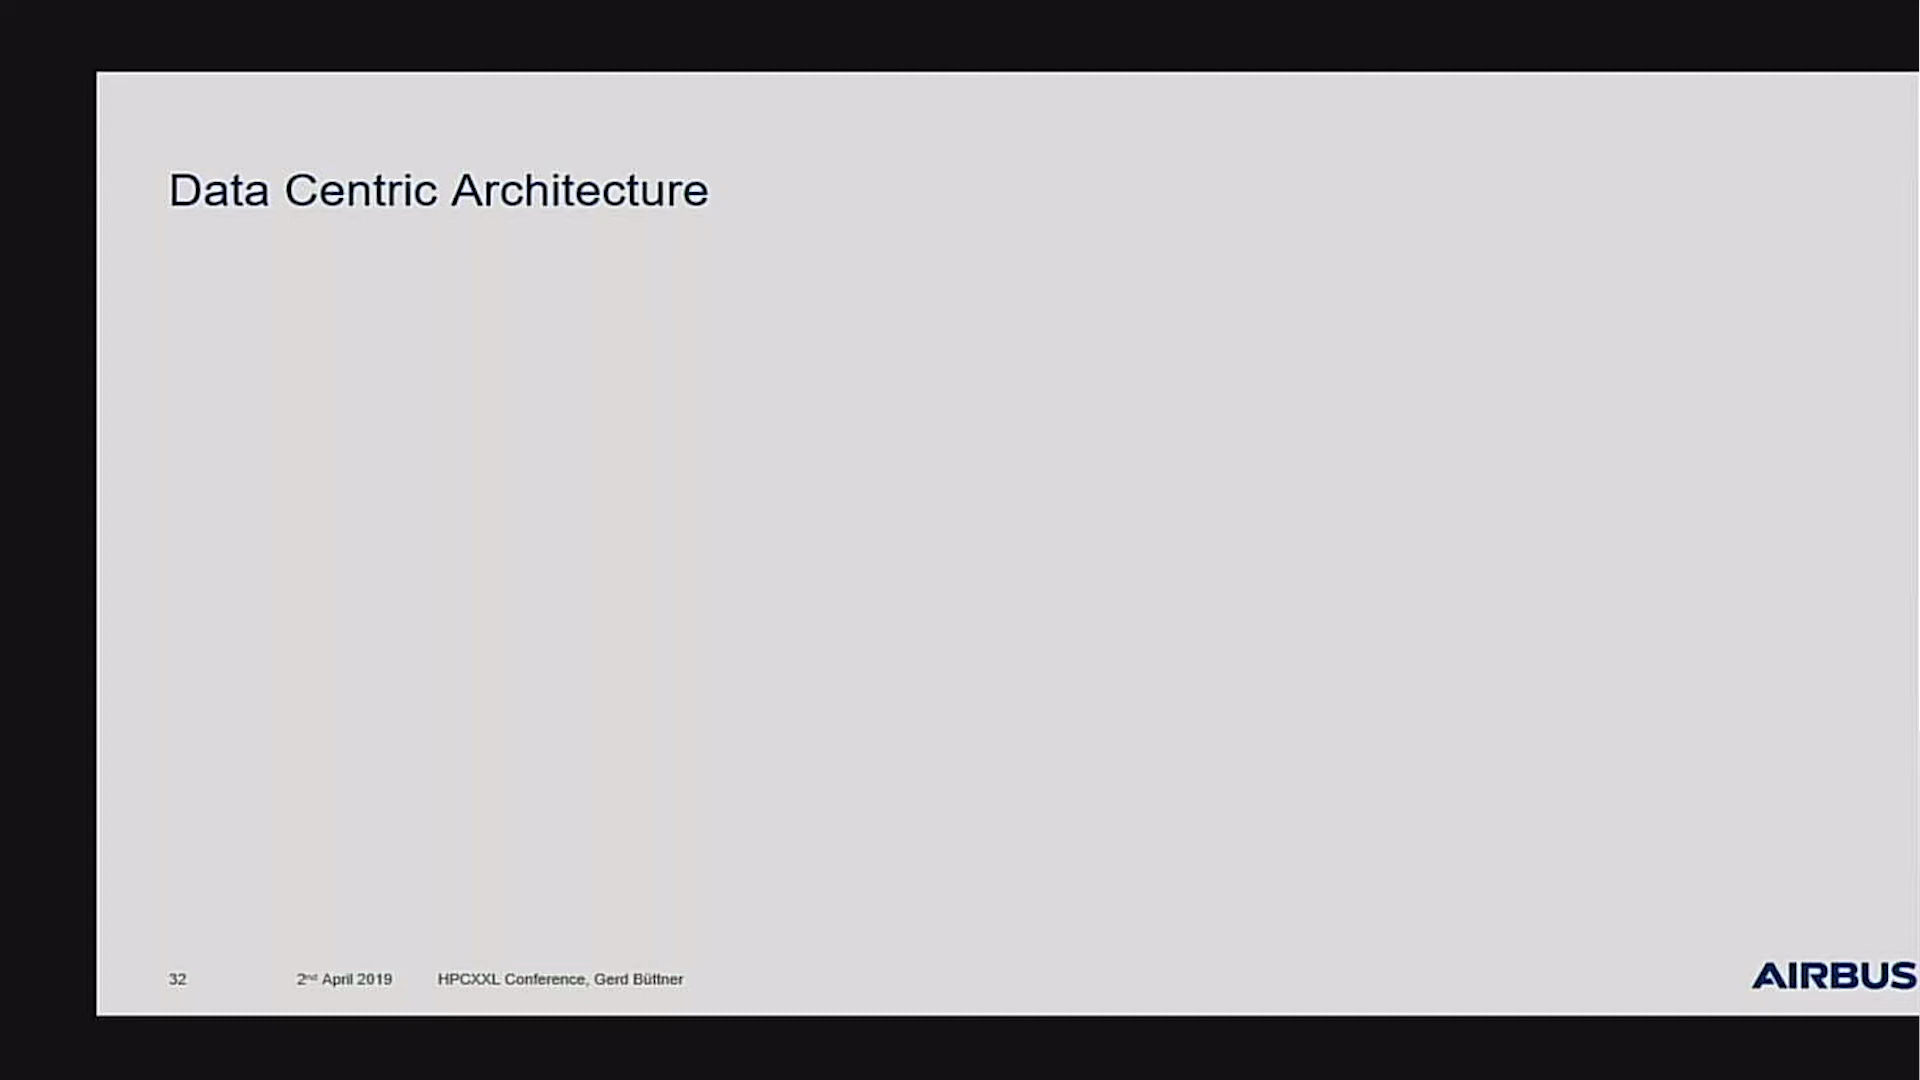 Data Centric Architecture
32 2nd April 2019 HPCXXL Conference, Gerd Büttner
AIRBUS